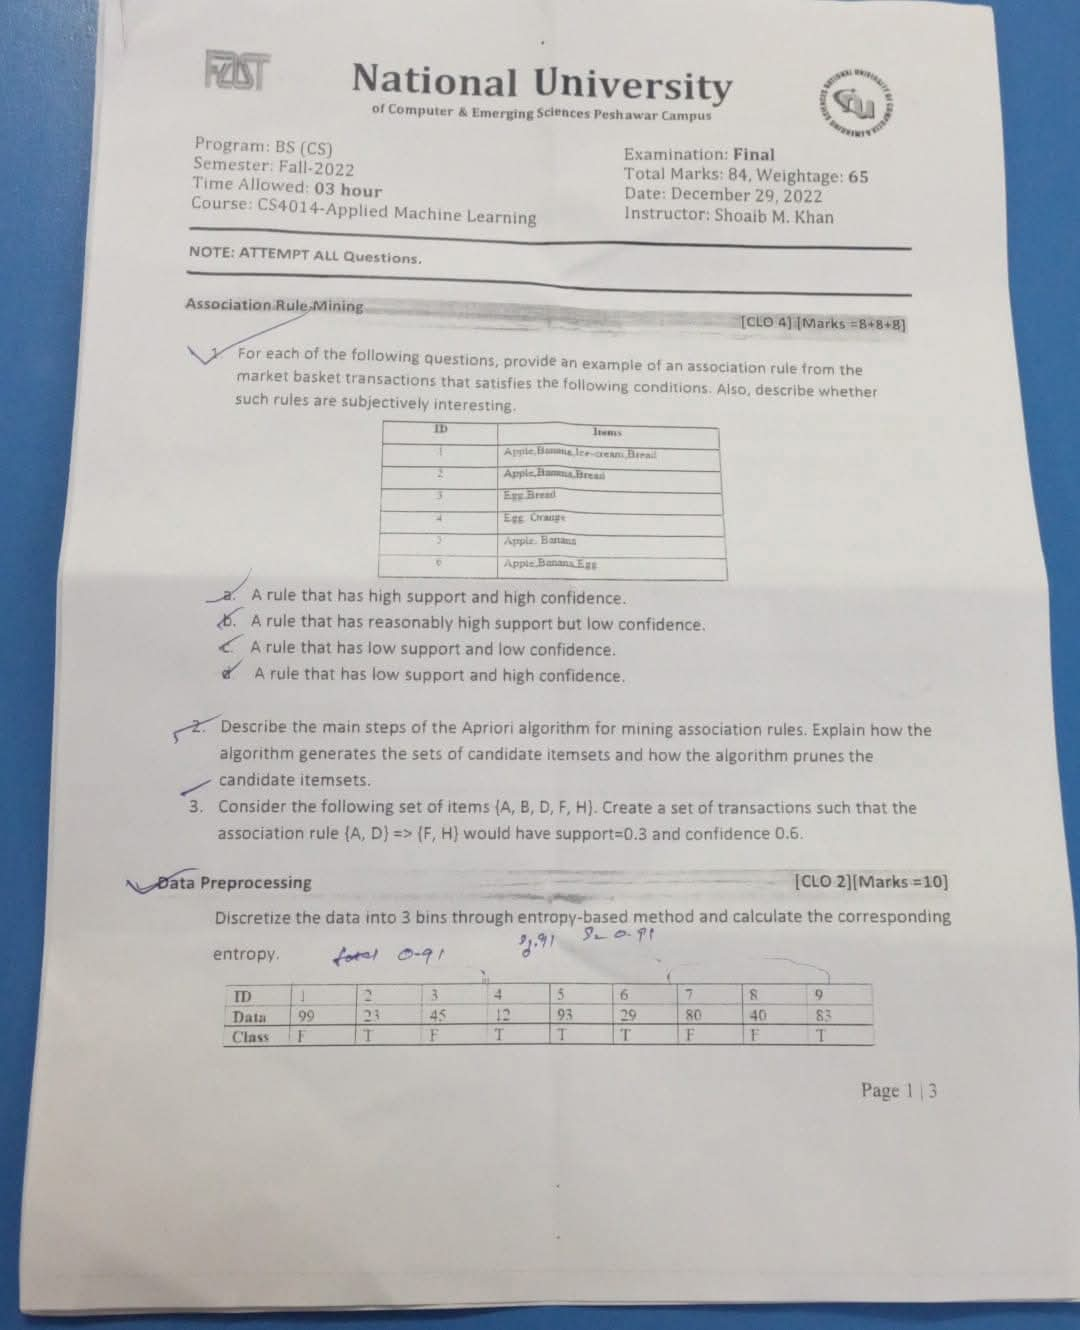 FAST
National University
of Computer & Emerging Sciences Peshawar Campus
NATIONAL UNIVERSITY OF COMPUTER & EMERGING SCIENCES
Program: BS (CS)
Semester: Fall-2022
Time Allowed: 03 hour
Course: CS4014-Applied Machine Learning
Examination: Final
Total Marks: 84, Weightage: 65
Date: December 29, 2022
Instructor: Shoaib M. Khan
NOTE: ATTEMPT ALL Questions.
Association Rule Mining
[CLO 4] [Marks =8+8+8]
1. For each of the following questions, provide an example of an association rule from the
market basket transactions that satisfies the following conditions. Also, describe whether
such rules are subjectively interesting.
ID Items
1 Apple,Banana,Ice-cream,Bread
2 Apple,Banana,Bread
3 Egg,Bread
4 Egg, Orange
5 Apple, Banana
6 Apple,Banana,Egg
a. A rule that has high support and high confidence.
b. A rule that has reasonably high support but low confidence.
c. A rule that has low support and low confidence.
d. A rule that has low support and high confidence.
2. Describe the main steps of the Apriori algorithm for mining association rules. Explain how the
algorithm generates the sets of candidate itemsets and how the algorithm prunes the
candidate itemsets.
3. Consider the following set of items {A, B, D, F, H}. Create a set of transactions such that the
association rule {A, D} => {F, H} would have support=0.3 and confidence 0.6.
Data Preprocessing
[CLO 2][Marks =10]
Discretize the data into 3 bins through entropy-based method and calculate the corresponding
entropy.
total 0-91
ID 1 2 3 4 5 6 7 8 9
Data 99 23 45 12 93 29 80 40 83
Class F T F T T T F F T
Page 1 | 3